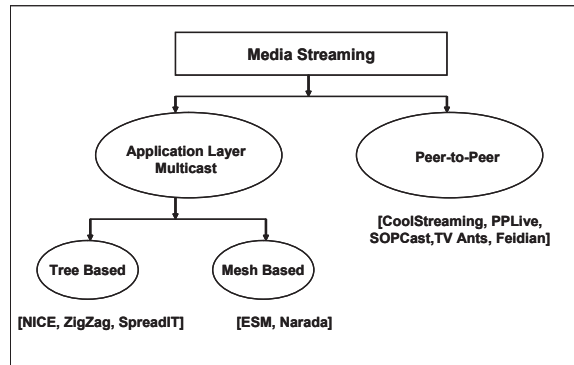 Media Streaming
Application Layer
Multicast
Peer-to-Peer
[CoolStreaming, PPLive,
SOPCast,TV Ants, Feidian]
Tree Based
Mesh Based
[NICE, ZigZag, SpreadIT]
[ESM, Narada]